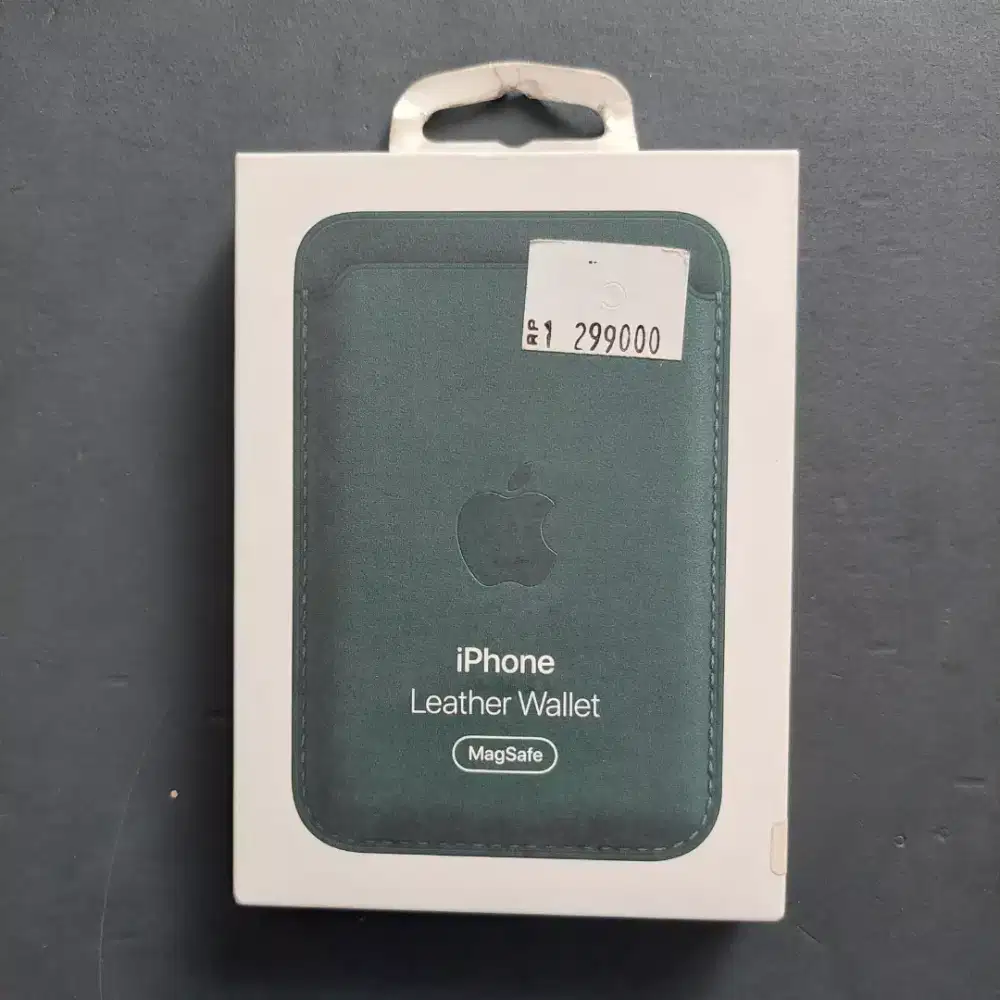 RP 1 299000
iPhone
Leather Wallet
MagSafe